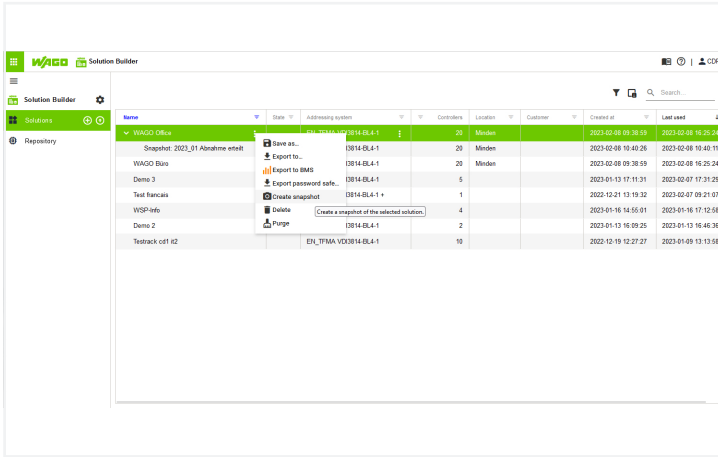 WAGO Solution Builder CDP
Solution Builder
Search...
Solutions
Repository
Name State Addressing system Controllers Location Customer Created at Last used
WAGO Office EN_TFMA VDI3814-BL4-1 20 Minden 2023-02-08 09:38:59 2023-02-08 16:25:24
Snapshot: 2023_01 Abnahme erteilt 3814-BL4-1 20 2023-02-08 10:40:26 2023-02-08 10:40:11
WAGO Büro 3814-BL4-1 20 Minden 2023-02-08 09:38:59 2023-02-08 16:25:24
Demo 3 3814-BL4-1 5 2023-01-13 17:11:31 2023-02-07 17:31:29
Test francais 3814-BL4-1 + 1 2022-12-21 13:19:32 2023-02-07 09:21:07
WSP-Info 4 2023-01-16 14:55:01 2023-01-16 17:12:58
Demo 2 3814-BL4-1 2 2023-01-13 16:09:25 2023-01-13 16:46:36
Testrack cd1 it2 EN_TFMA VDI3814-BL4-1 10 2022-12-19 12:27:27 2023-01-09 13:13:58
Save as...
Export to...
Export to BMS
Export password safe...
Create snapshot
Delete
Create a snapshot of the selected solution.
Purge